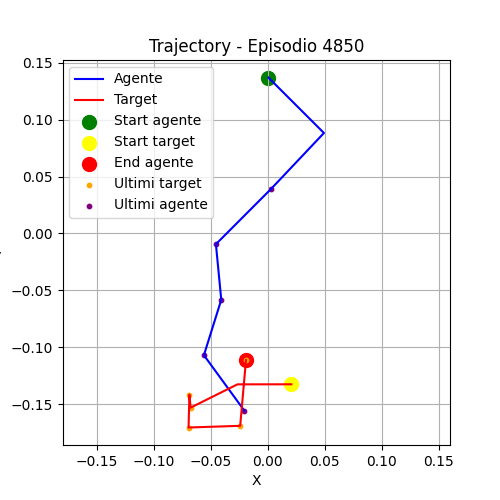 Trajectory - Episodio 4850
Agente
Target
Start agente
Start target
End agente
Ultimi target
Ultimi agente
0.15
0.10
0.05
0.00
−0.05
−0.10
−0.15
−0.15
−0.10
−0.05
0.00
0.05
0.10
0.15
X